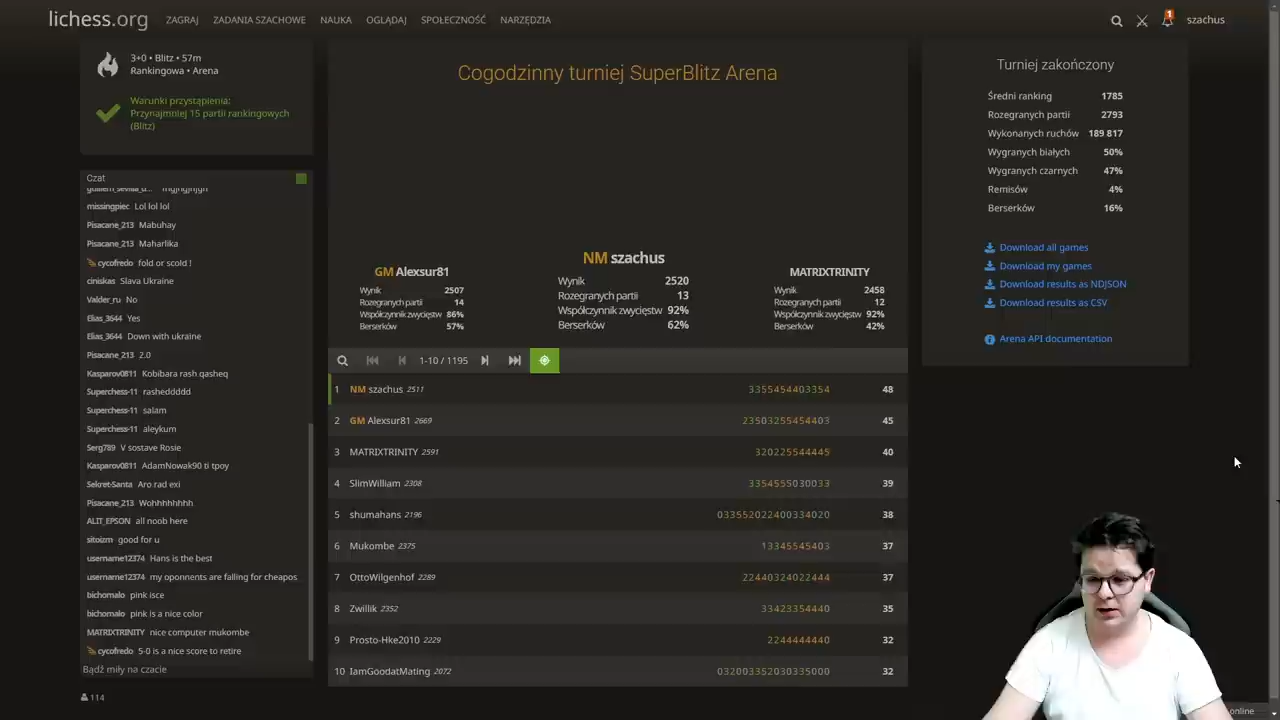 lichess.org ZAGRAJ ZADANIA SZACHOWE NAUKA OGLĄDAJ SPOŁECZNOŚĆ NARZĘDZIA 1 szachus
3+0 • Blitz • 57m
Rankingowa • Arena
Warunki przystąpienia:
Przynajmniej 15 partii rankingowych
(Blitz)
Czat
missingpiec Lol lol lol
Pisacane_213 Mabuhay
Pisacane_213 Maharlika
cycofredo fold or scold !
ciniskas Slava Ukraine
Valder_ru No
Elias_3644 Yes
Elias_3644 Down with ukraine
Pisacane_213 2.0
Kasparov0811 Kobibara rash qasheq
Superchess-11 rasheddddd
Superchess-11 salam
Superchess-11 aleykum
Serg789 V sostave Rosie
Kasparov0811 AdamNowak90 ti tpoy
Sekret-Santa Aro rad exi
Pisacane_213 Wohhhhhhhh
ALIT_EPSON all noob here
sitoizm good for u
username12374 Hans is the best
username12374 my oponnents are falling for cheapos
bichomalo pink isce
bichomalo pink is a nice color
MATRIXTRINITY nice computer mukombe
cycofredo 5-0 is a nice score to retire
Bądź miły na czacie
114
Cogodzinny turniej SuperBlitz Arena
GM Alexsur81
Wynik 2507
Rozegranych partii 14
Współczynnik zwycięstw 86%
Berserków 57%
NM szachus
Wynik 2520
Rozegranych partii 13
Współczynnik zwycięstw 92%
Berserków 62%
MATRIXTRINITY
Wynik 2458
Rozegranych partii 12
Współczynnik zwycięstw 92%
Berserków 42%
1-10 / 1195
1 NM szachus 2511 3355454403354 48
2 GM Alexsur81 2669 23503255454403 45
3 MATRIXTRINITY 2591 320225544445 40
4 SlimWilliam 2308 3354555030033 39
5 shumahans 2196 033552022400334020 38
6 Mukombe 2375 13345545403 37
7 OttoWilgenhof 2289 22440324022444 37
8 Zwillik 2352 33423354440 35
9 Prosto-Hke2010 2229 2244444440 32
10 IamGoodatMating 2072 032003352030335000 32
Turniej zakończony
Średni ranking 1785
Rozegranych partii 2793
Wykonanych ruchów 189 817
Wygranych białych 50%
Wygranych czarnych 47%
Remisów 4%
Berserków 16%
Download all games
Download my games
Download results as NDJSON
Download results as CSV
Arena API documentation
online